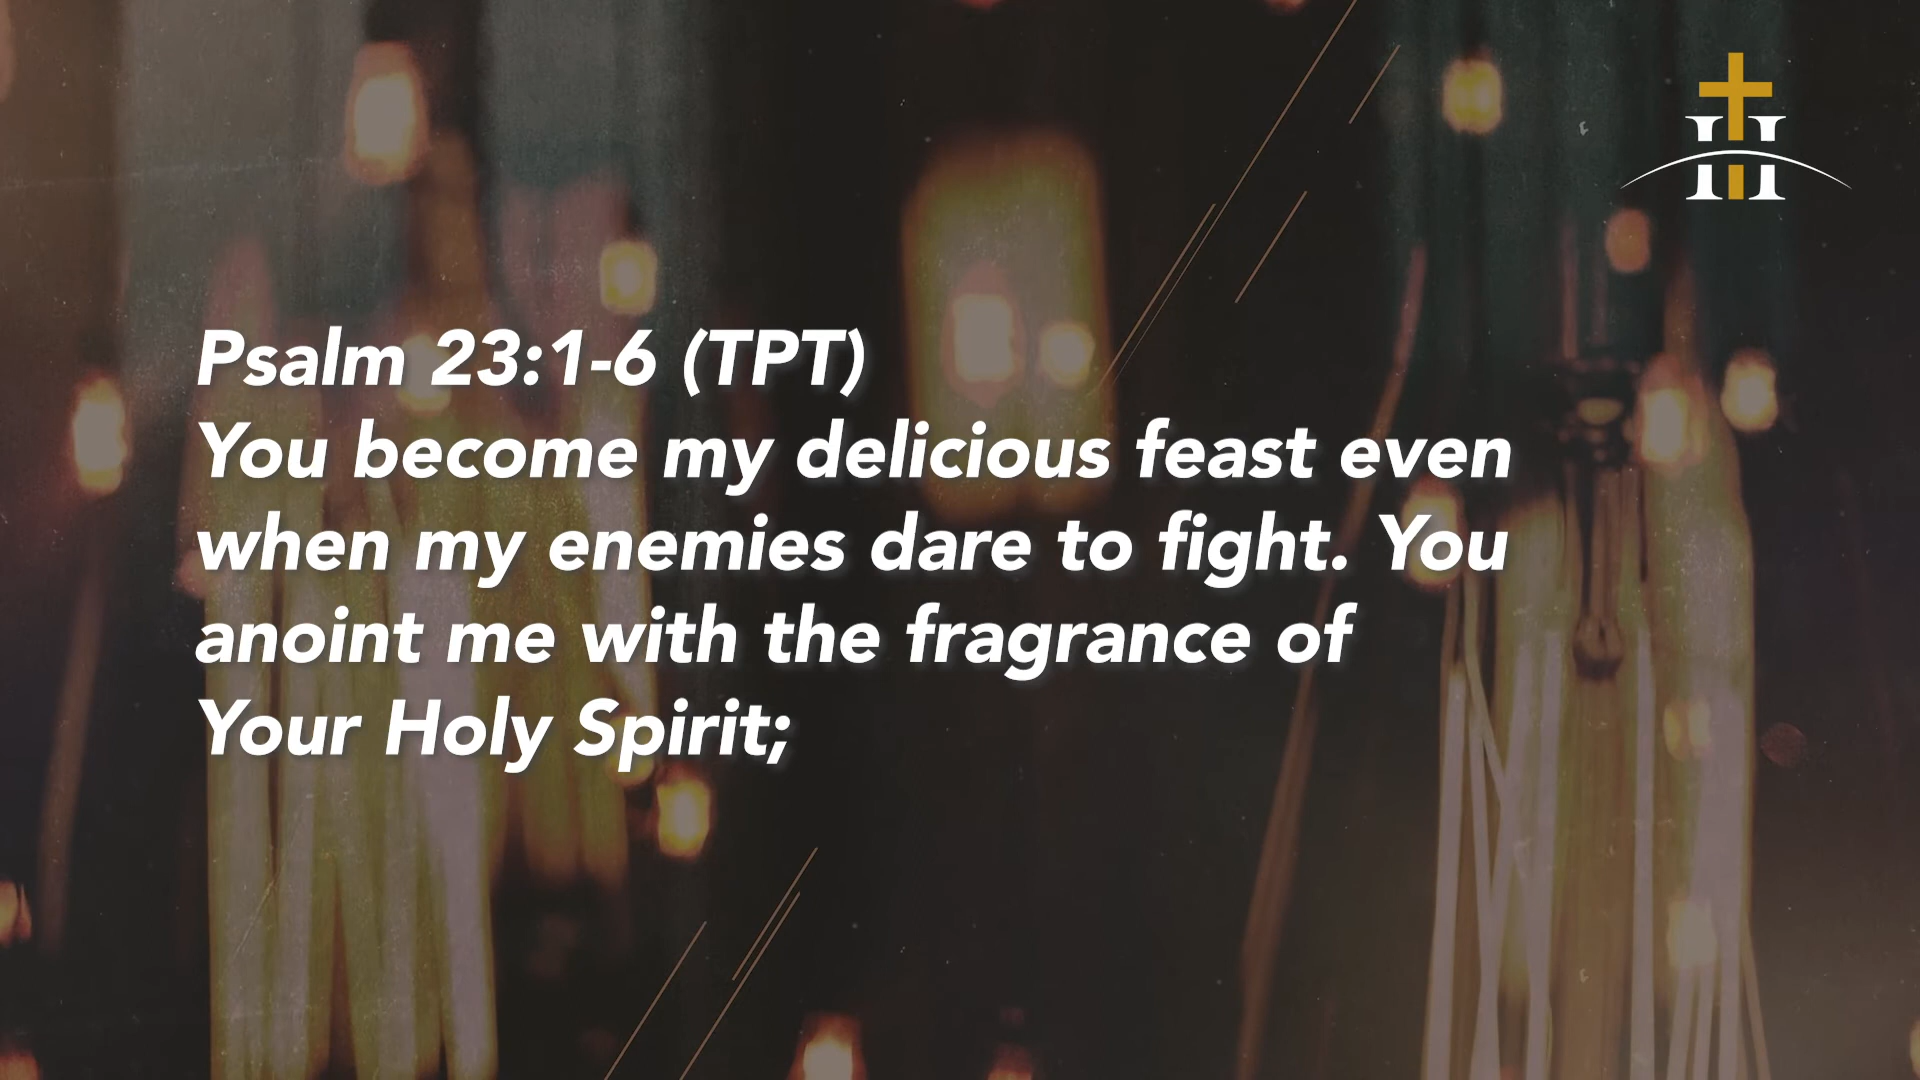 Psalm 23:1-6 (TPT)
You become my delicious feast even
when my enemies dare to fight. You
anoint me with the fragrance of
Your Holy Spirit;